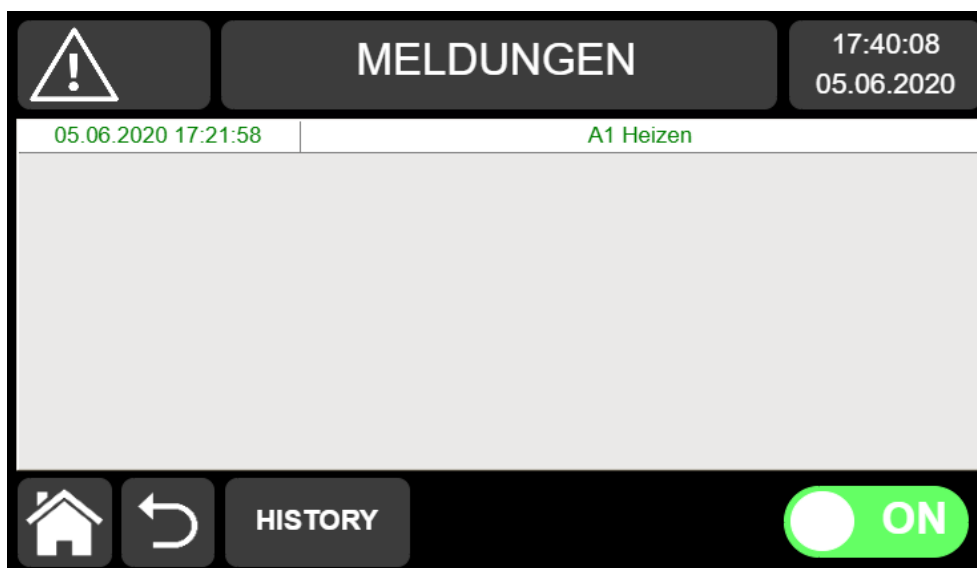 MELDUNGEN
17:40:08
05.06.2020
05.06.2020 17:21:58 A1 Heizen
HISTORY
ON